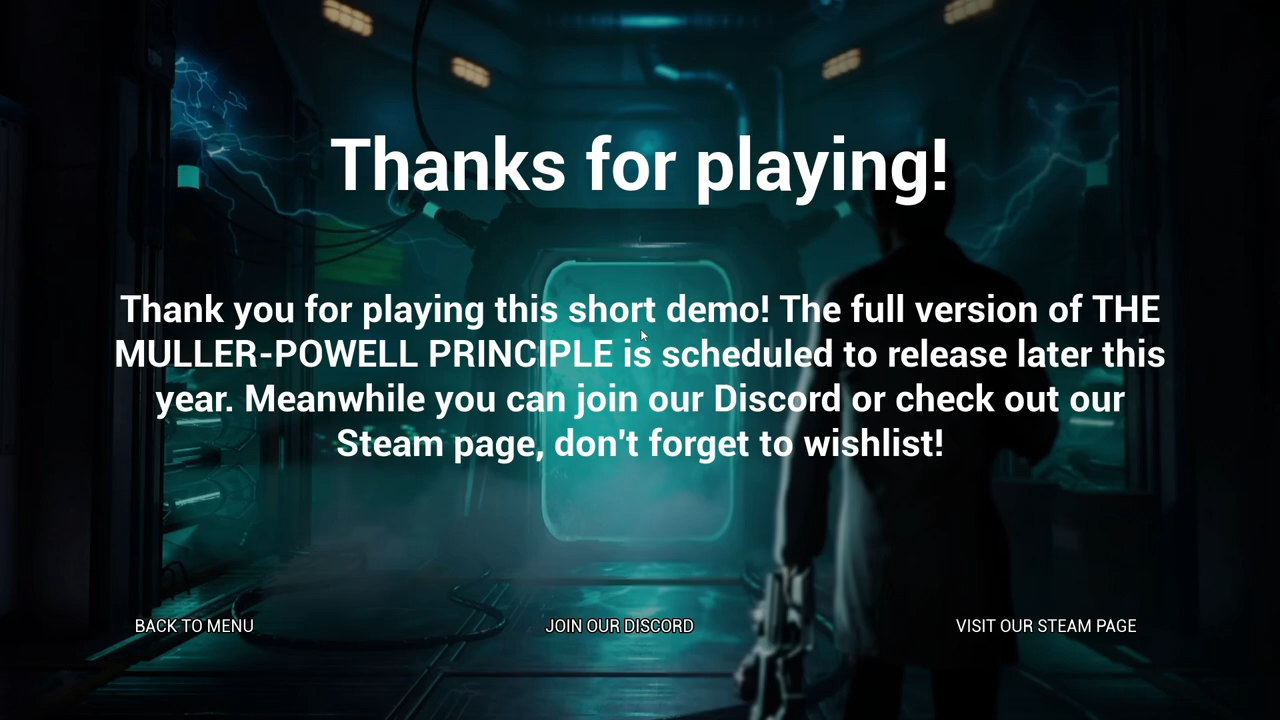 Thanks for playing!
Thank you for playing this short demo! The full version of THE
MULLER-POWELL PRINCIPLE is scheduled to release later this
year. Meanwhile you can join our Discord or check out our
Steam page, don't forget to wishlist!
BACK TO MENU
JOIN OUR DISCORD
VISIT OUR STEAM PAGE